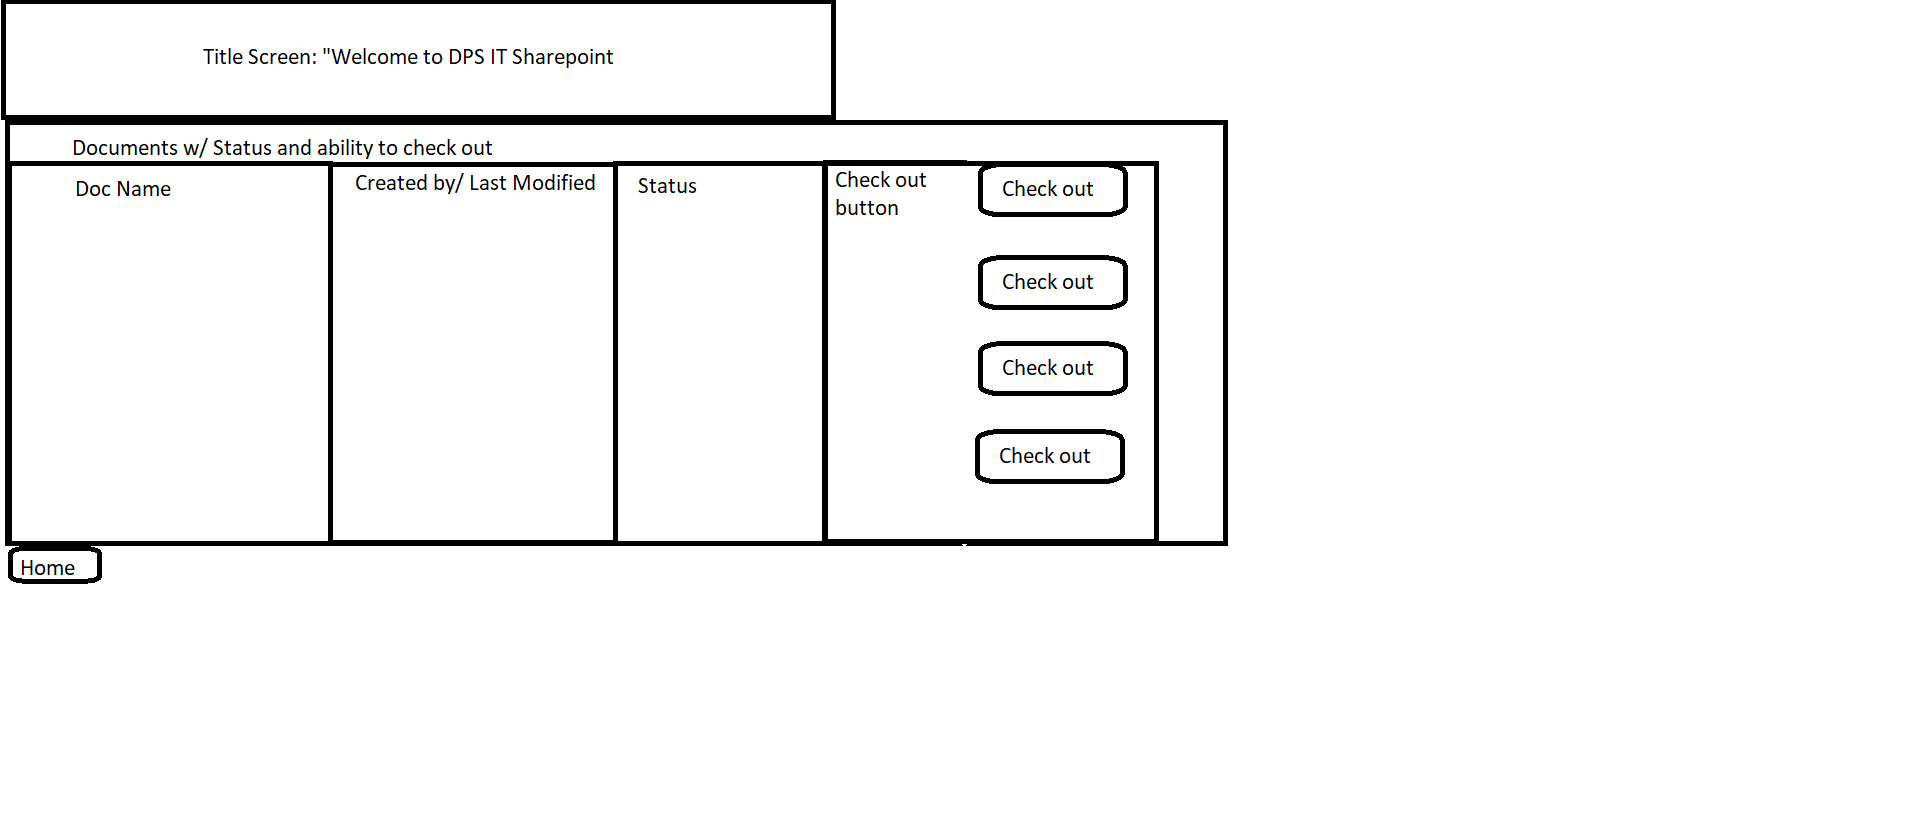 Title Screen: "Welcome to DPS IT Sharepoint
Documents w/ Status and ability to check out
Doc Name
Created by/ Last Modified
Status
Check out
button
Check out
Check out
Check out
Check out
Home